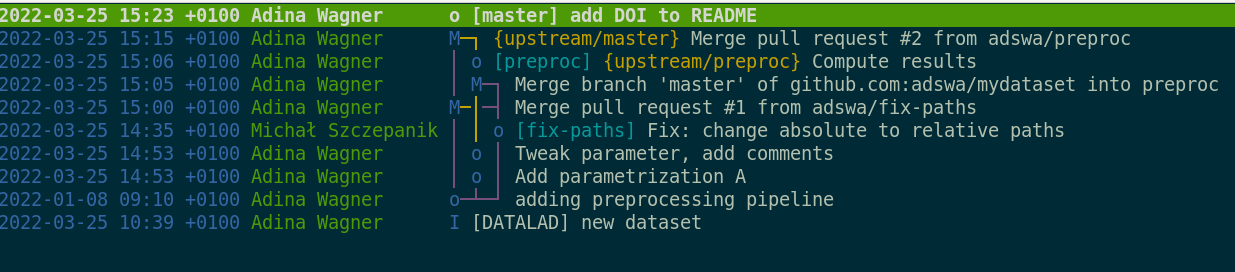 2022-03-25 15:23 +0100 Adina Wagner o [master] add DOI to README
2022-03-25 15:15 +0100 Adina Wagner M {upstream/master} Merge pull request #2 from adswa/preproc
2022-03-25 15:06 +0100 Adina Wagner o [preproc] {upstream/preproc} Compute results
2022-03-25 15:05 +0100 Adina Wagner M Merge branch 'master' of github.com:adswa/mydataset into preproc
2022-03-25 15:00 +0100 Adina Wagner M Merge pull request #1 from adswa/fix-paths
2022-03-25 14:35 +0100 Michał Szczepanik o [fix-paths] Fix: change absolute to relative paths
2022-03-25 14:53 +0100 Adina Wagner o Tweak parameter, add comments
2022-03-25 14:53 +0100 Adina Wagner o Add parametrization A
2022-01-08 09:10 +0100 Adina Wagner o adding preprocessing pipeline
2022-03-25 10:39 +0100 Adina Wagner I [DATALAD] new dataset